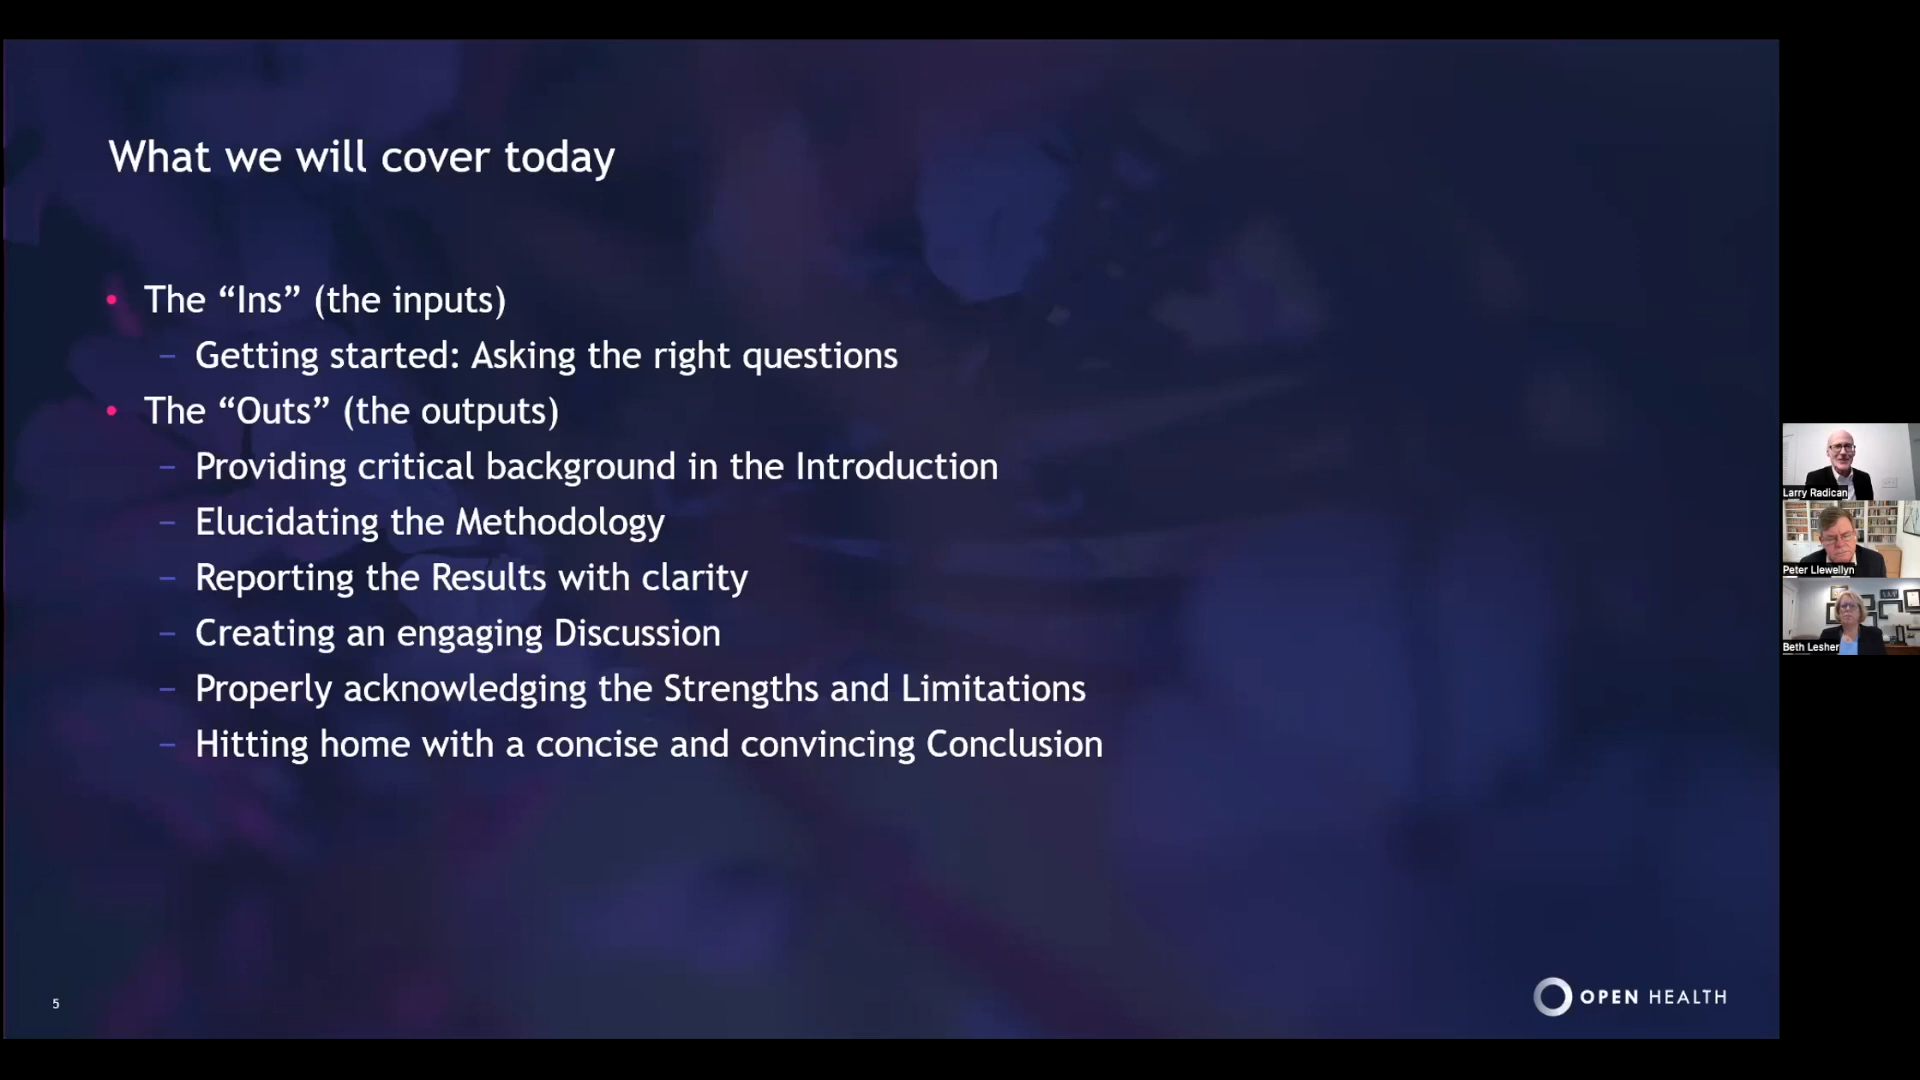 What we will cover today
• The “Ins” (the inputs)
– Getting started: Asking the right questions
• The “Outs” (the outputs)
– Providing critical background in the Introduction
– Elucidating the Methodology
– Reporting the Results with clarity
– Creating an engaging Discussion
– Properly acknowledging the Strengths and Limitations
– Hitting home with a concise and convincing Conclusion
5
OPEN HEALTH
Larry Radican
Peter Llewellyn
Beth Lesher